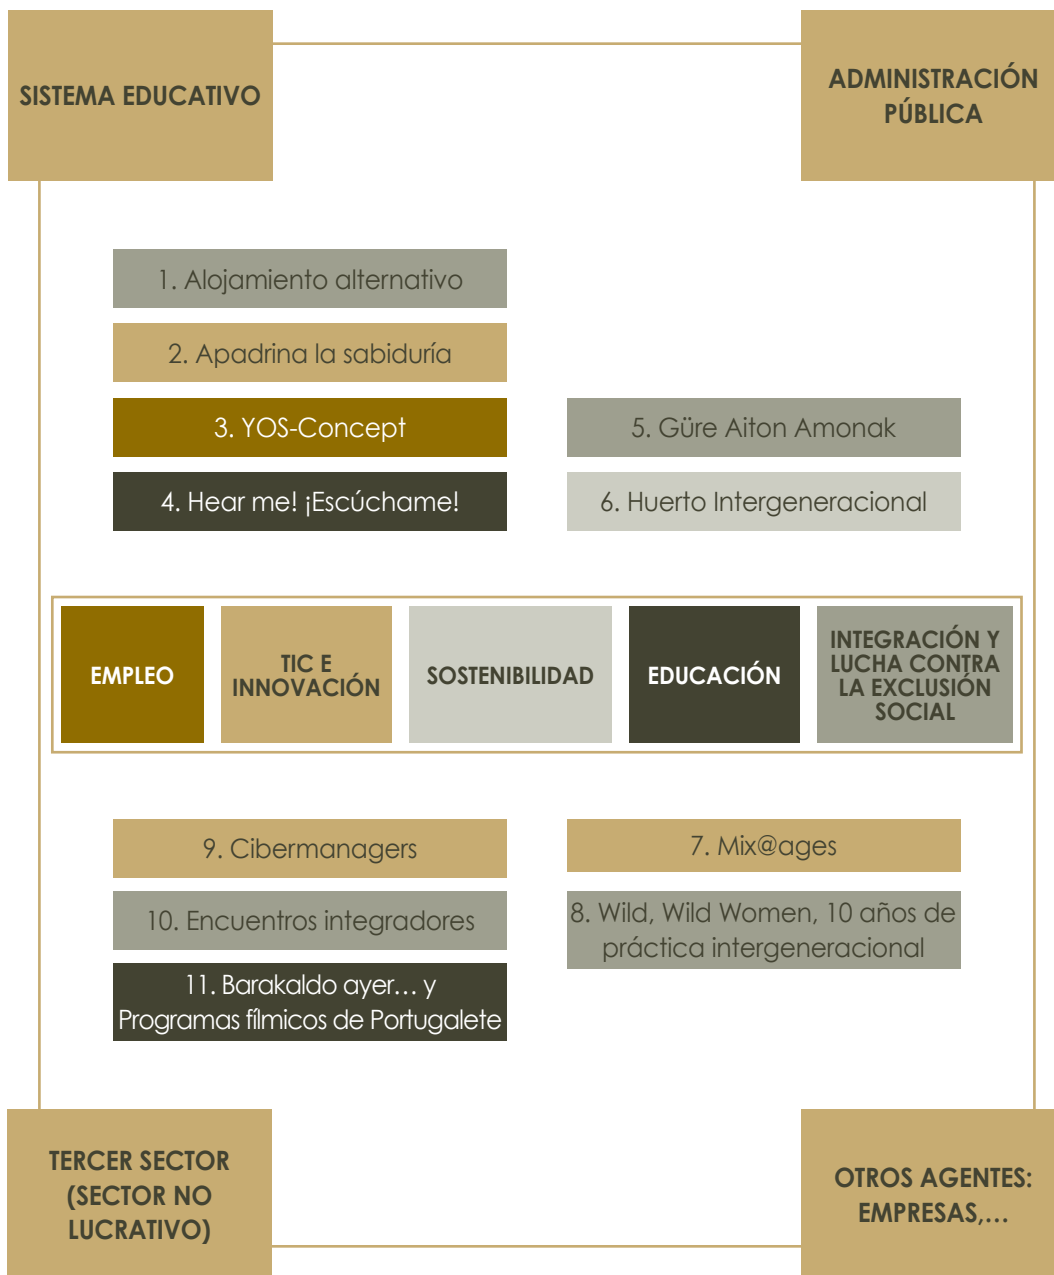 SISTEMA EDUCATIVO
ADMINISTRACIÓN
PÚBLICA
1. Alojamiento alternativo
2. Apadrina la sabiduría
3. YOS-Concept
4. Hear me! ¡Escúchame!
5. Güre Aiton Amonak
6. Huerto Intergeneracional
EMPLEO
TIC E
INNOVACIÓN
SOSTENIBILIDAD
EDUCACIÓN
INTEGRACIÓN Y
LUCHA CONTRA
LA EXCLUSIÓN
SOCIAL
9. Cibermanagers
10. Encuentros integradores
11. Barakaldo ayer… y
Programas fílmicos de Portugalete
7. Mix@ages
8. Wild, Wild Women, 10 años de
práctica intergeneracional
TERCER SECTOR
(SECTOR NO
LUCRATIVO)
OTROS AGENTES:
EMPRESAS,…